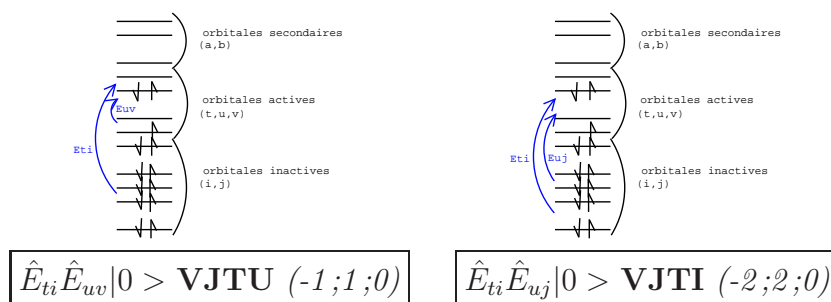 orbitales secondaires
(a,b)
Euv
orbitales actives
(t,u,v)
Eti
orbitales inactives
(i,j)
Êti Êuv|0 > VJTU (-1;1;0)
orbitales secondaires
(a,b)
orbitales actives
(t,u,v)
Eti
Euj
orbitales inactives
(i,j)
Êti Êuj|0 > VJTI (-2;2;0)